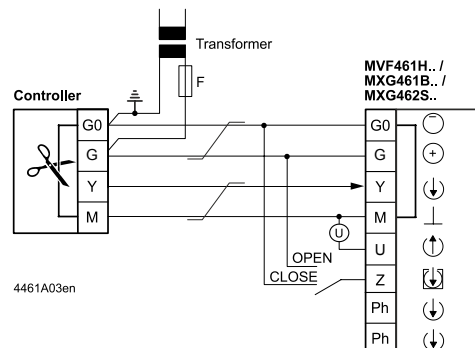 Transformer
F
MVF461H.. /
MXG461B.. /
MXG462S..
Controller
G0
G
Y
M
G0
G
Y
M
U
Z
Ph
Ph
U
OPEN
CLOSE
4461A03en